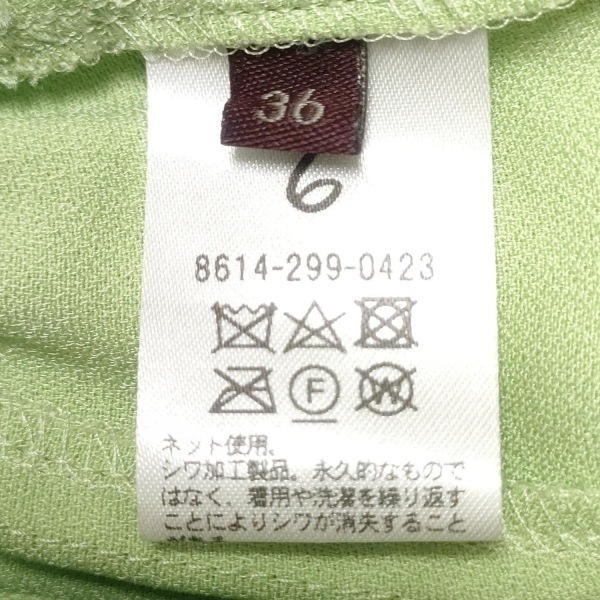 36
6
8614-299-0423
F
W
ネット使用。
シワ加工製品。永久的なもので
はなく、着用や洗濯を繰り返す
ことによりシワが消失すること